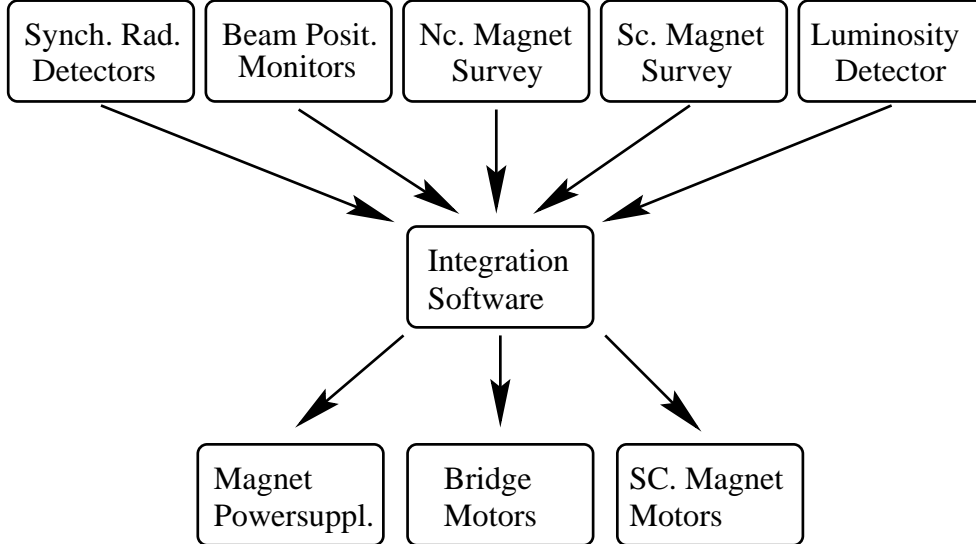 Synch. Rad.
Detectors
Beam Posit.
Monitors
Nc. Magnet
Survey
Sc. Magnet
Survey
Luminosity
Detector
Integration
Software
Magnet
Powersuppl.
Bridge
Motors
SC. Magnet
Motors